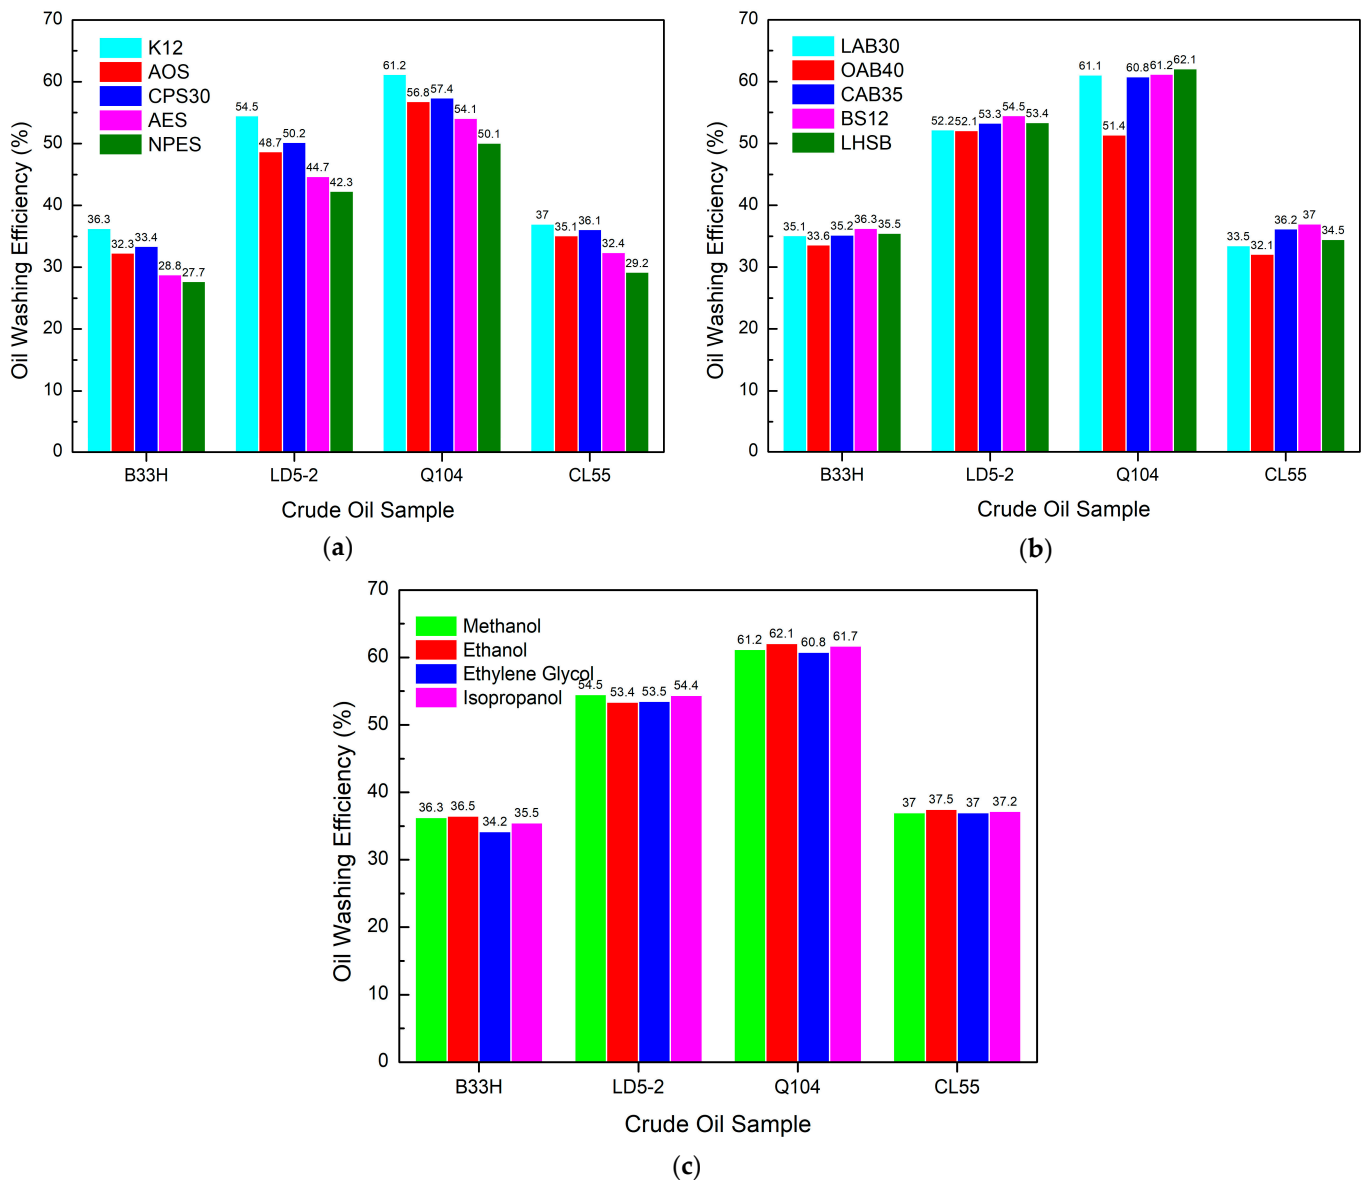 70
60
50
40
30
20
10
0
Oil Washing Efficiency (%)
K12
AOS
CPS30
AES
NPES
36.3
32.3
33.4
28.8
27.7
54.5
48.7
50.2
44.7
42.3
61.2
56.8
57.4
54.1
50.1
37
35.1
36.1
32.4
29.2
B33H
LD5-2
Q104
CL55
Crude Oil Sample
(a)
70
60
50
40
30
20
10
0
Oil Washing Efficiency (%)
LAB30
OAB40
CAB35
BS12
LHSB
35.1
33.6
35.2
36.3
35.5
52.2
52.1
53.3
54.5
53.4
61.1
51.4
60.8
61.2
62.1
33.5
32.1
36.2
37
34.5
B33H
LD5-2
Q104
CL55
Crude Oil Sample
(b)
70
60
50
40
30
20
10
0
Oil Washing Efficiency (%)
Methanol
Ethanol
Ethylene Glycol
Isopropanol
36.3
36.5
34.2
35.5
54.5
53.4
53.5
54.4
61.2
62.1
60.8
61.7
37
37.5
37
37.2
B33H
LD5-2
Q104
CL55
Crude Oil Sample
(c)